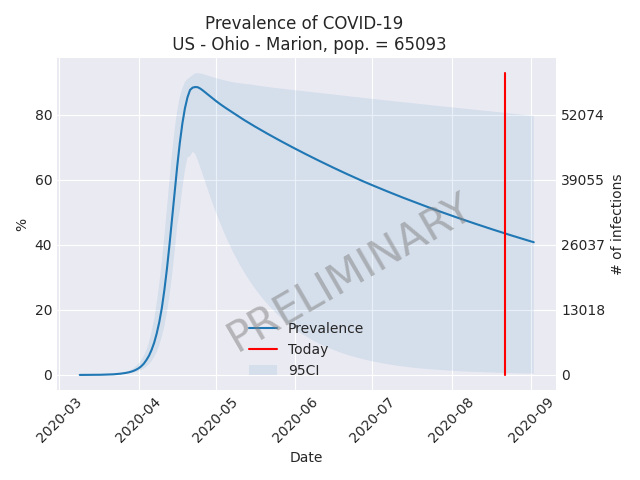 Prevalence of COVID-19
US - Ohio - Marion, pop. = 65093
80
60
40
20
0
%
52074
39055
26037
13018
0
# of infections
PRELIMINARY
Prevalence
Today
95CI
2020-03
2020-04
2020-05
2020-06
2020-07
2020-08
2020-09
Date